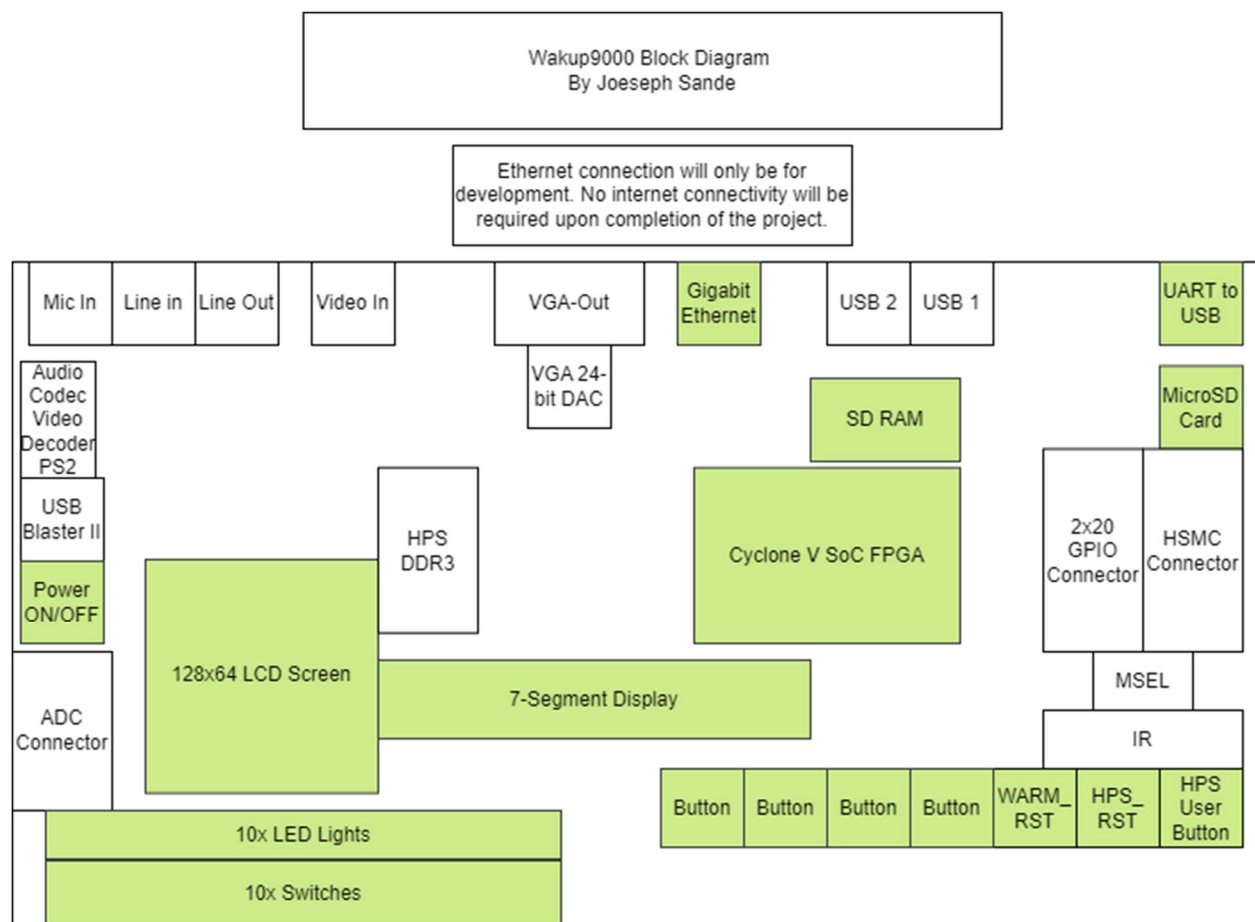 Wakup9000 Block Diagram
By Joeseph Sande
Ethernet connection will only be for
development. No internet connectivity will be
required upon completion of the project.
Mic In
Line in
Line Out
Video In
VGA-Out
Gigabit
Ethernet
USB 2
USB 1
UART to
USB
Audio
Codec
Video
Decoder
PS2
VGA 24-
bit DAC
SD RAM
MicroSD
Card
USB
Blaster II
HPS
DDR3
Cyclone V SoC FPGA
2x20
GPIO
Connector
HSMC
Connector
Power
ON/OFF
128x64 LCD Screen
7-Segment Display
MSEL
ADC
Connector
IR
Button
Button
Button
Button
WARM_
RST
HPS_
RST
HPS
User
Button
10x LED Lights
10x Switches